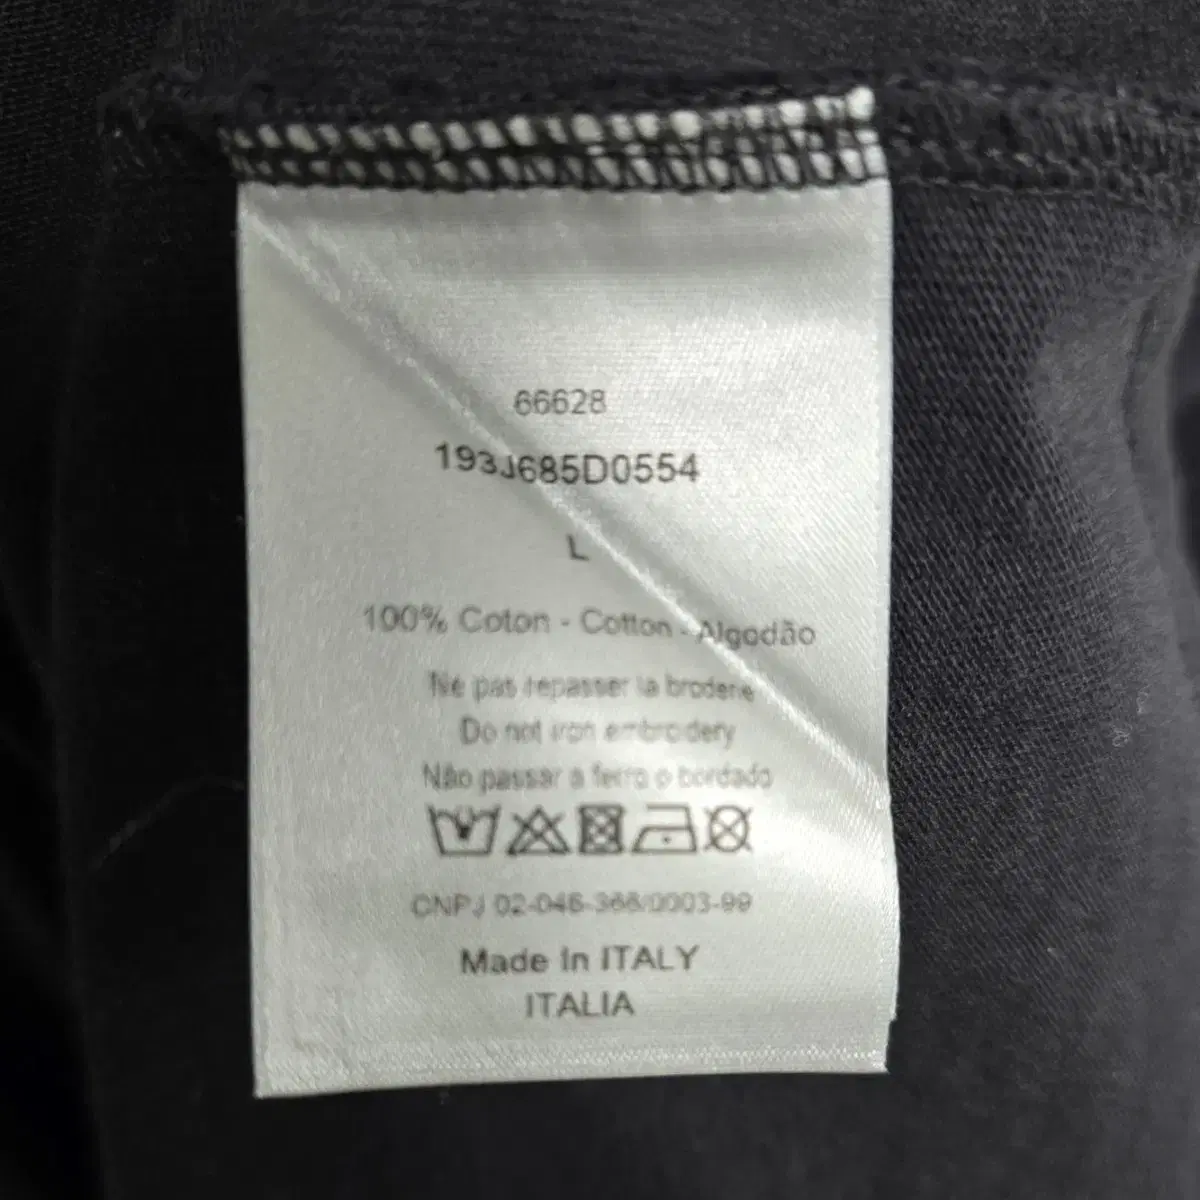 66628
193J685D0554
L
100% Coton - Cotton - Algodão
Ne pas repasser la broderie
Do not iron embroidery
Não passar a ferro o bordado
CNPJ 02-046-366/0003-99
Made In ITALY
ITALIA